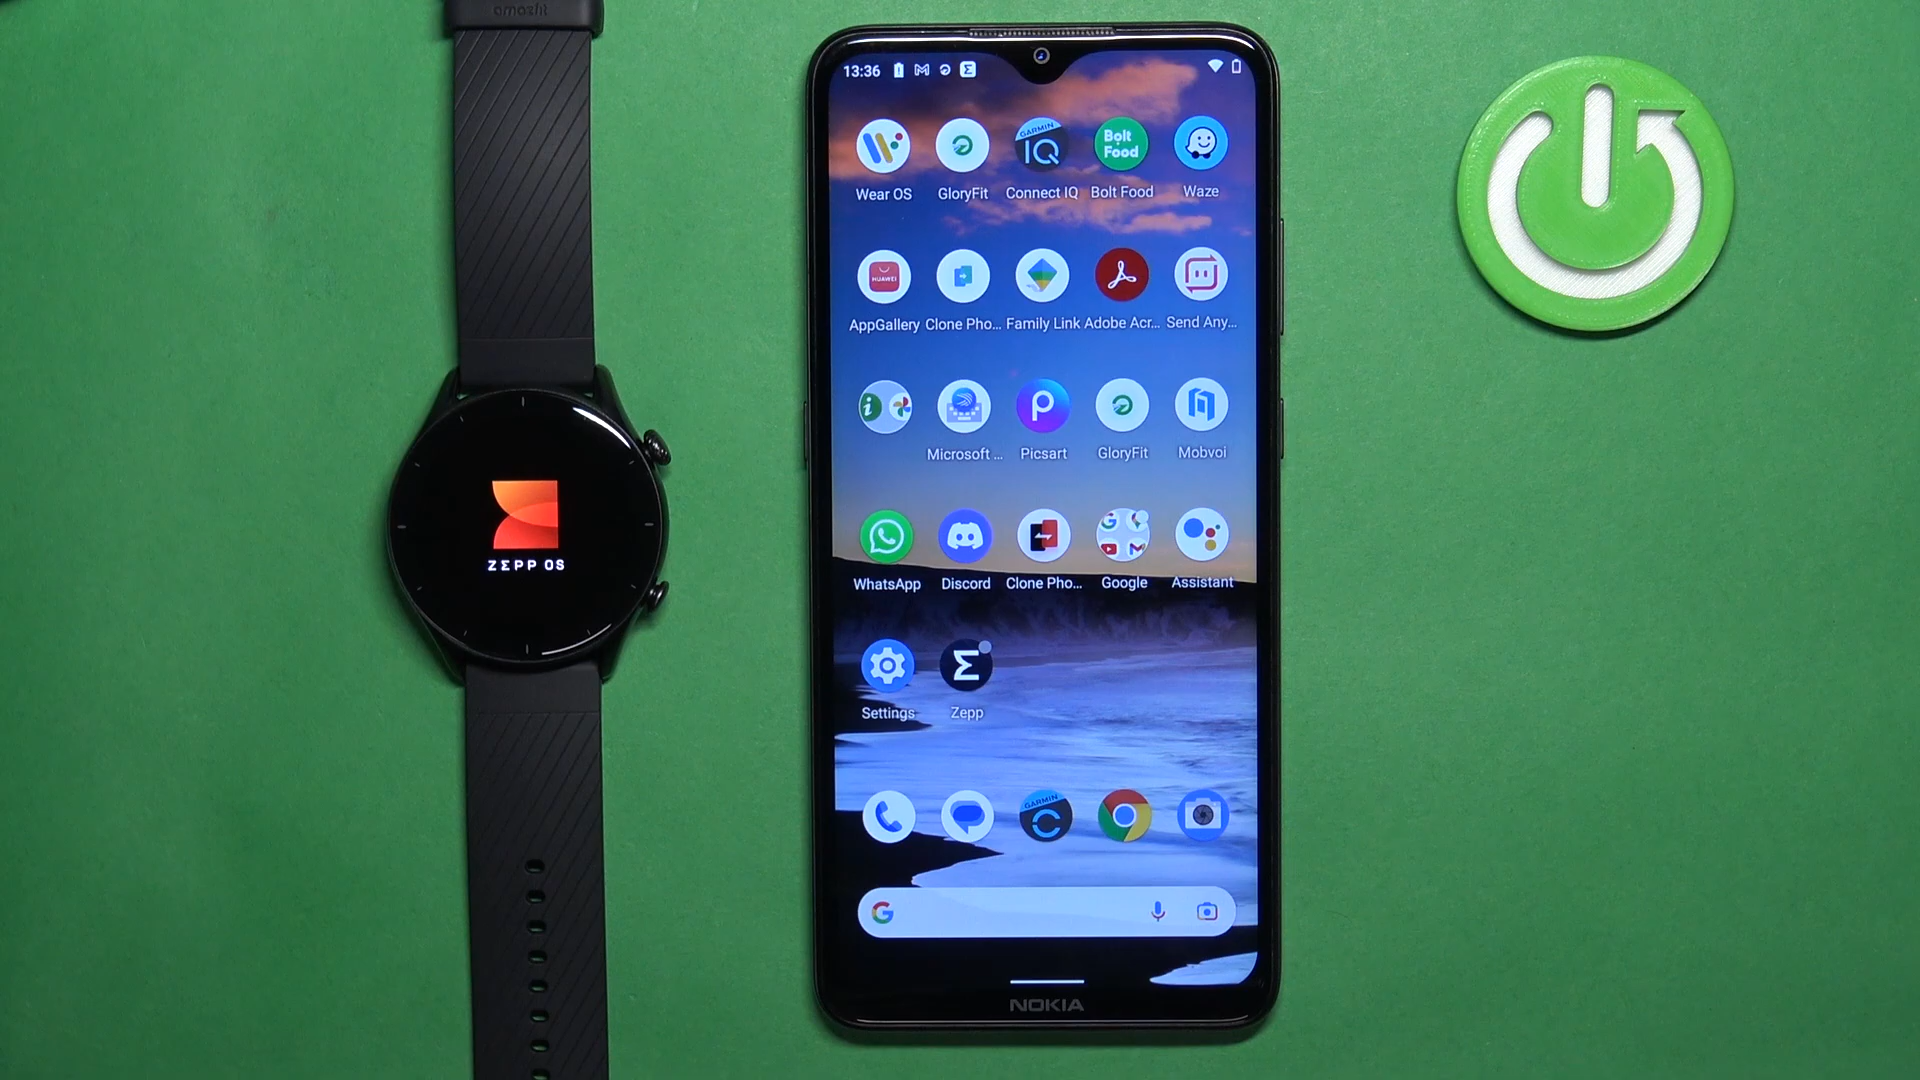 amazfit
ZΣPP OS
13:36
Wear OS
GloryFit
GARMIN
IQ
Connect IQ
Bolt
Food
Bolt Food
Waze
HUAWEI
AppGallery
Clone Pho...
Family Link
Adobe Acr...
Send Any...
Microsoft ...
Picsart
GloryFit
Mobvoi
WhatsApp
Discord
Clone Pho...
Google
Assistant
Settings
Zepp
GARMIN
NOKIA